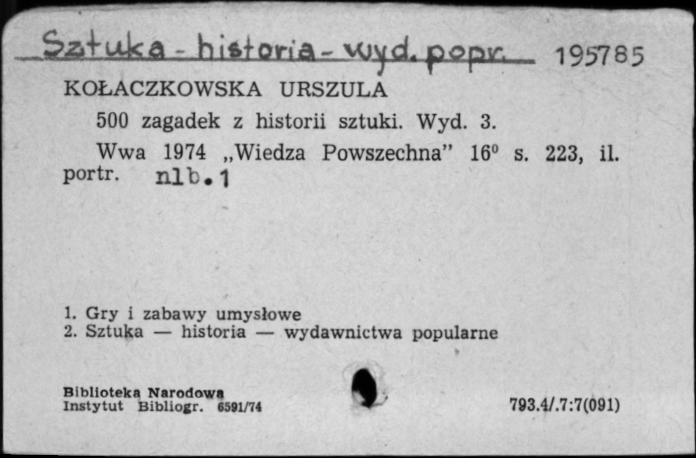 Sztuka - historia - wyd. popr. 195785
KOŁACZKOWSKA URSZULA
500 zagadek z historii sztuki. Wyd. 3.
Wwa 1974 „Wiedza Powszechna” 16⁰ s. 223, il.
portr. nlb. 1
1. Gry i zabawy umysłowe
2. Sztuka — historia — wydawnictwa popularne
Biblioteka Narodowa
Instytut Bibliogr. 6591/74 793.4/.7:7(091)